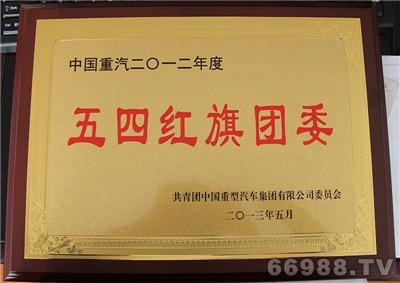 中国重汽二〇一二年度
五四红旗团委
共青团中国重型汽车集团有限公司委员会
二〇一三年五月
66988.TV